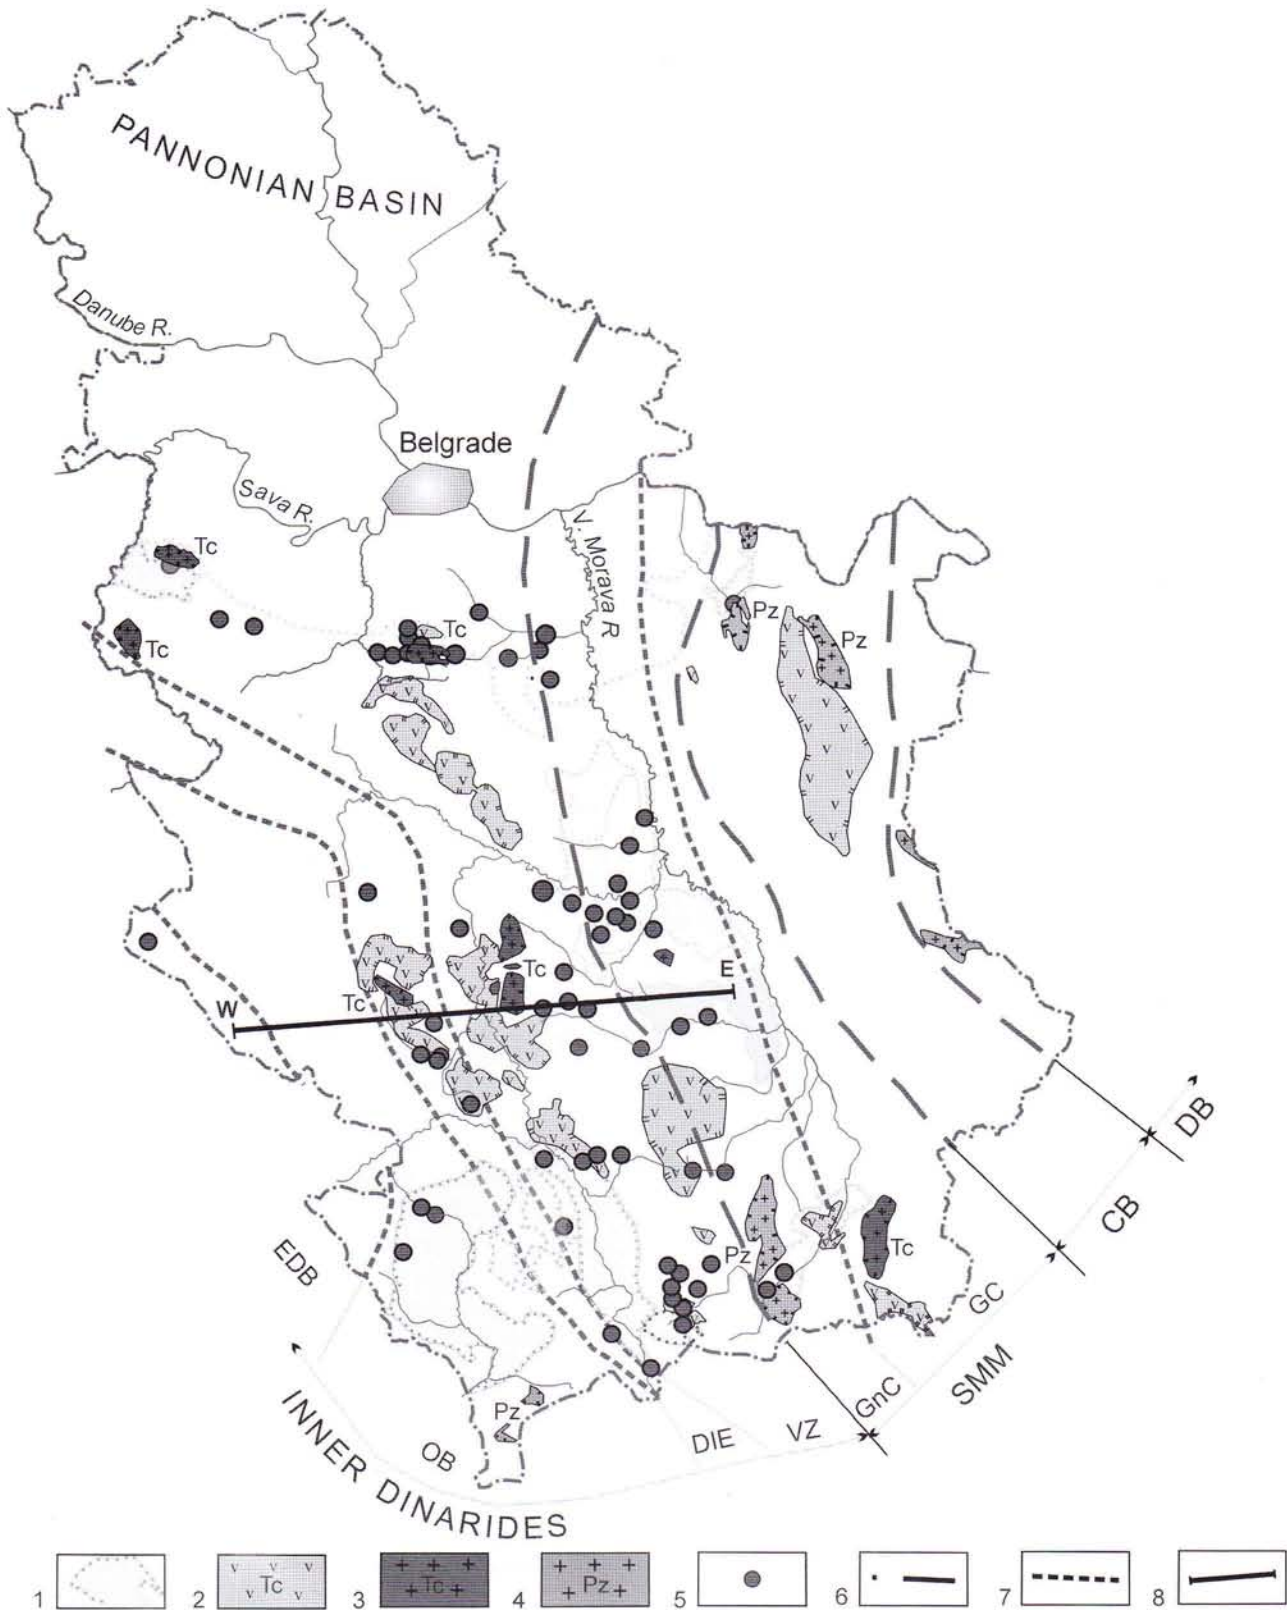 PANNONIAN BASIN
Danube R.
Belgrade
Sava R.
V. Morava R
Tc
Tc
Tc
Pz
Pz
Tc
Tc
W
E
DB
CB
Pz
Tc
GC
EDB
SMM
GnC
Pz
VZ
DIE
OB
INNER DINARIDES
1
2 Tc
3 Tc
4 Pz
5
6
7
8